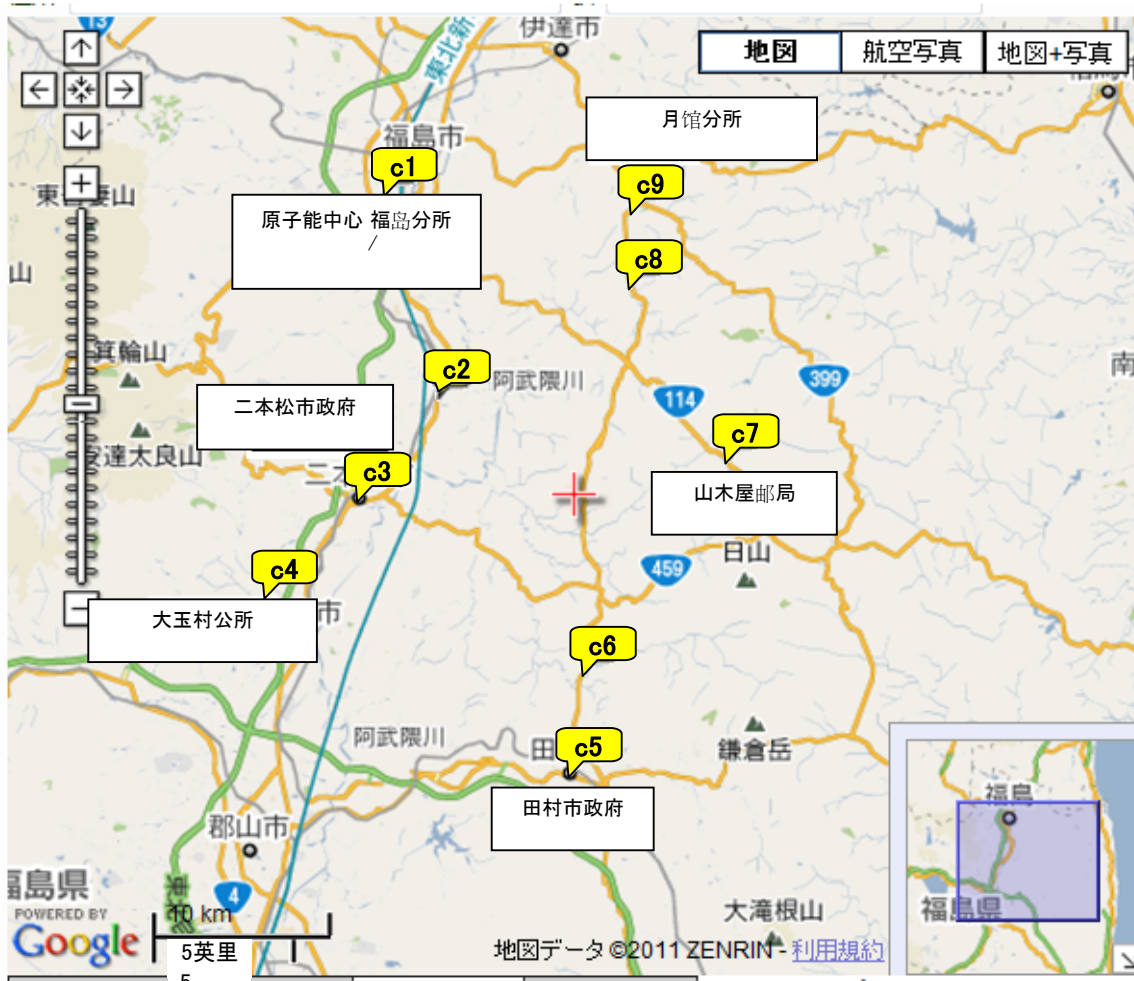 13
東北新
伊達市
地図
航空写真
地図+写真
福島市
月馆分所
c1
c9
原子能中心 福岛分所
/
c8
山
箕輪山
c2
阿武隈川
399
南
114
二本松市政府
c7
安達太良山
c3
山木屋邮局
日山
459
c4
大玉村公所
市
c6
阿武隈川
田
c5
鎌倉岳
田村市政府
福島
郡山市
福島県
4
福島県
大滝根山
POWERED BY
Google
10 km
5英里
地図データ ©2011 ZENRIN - 利用規約